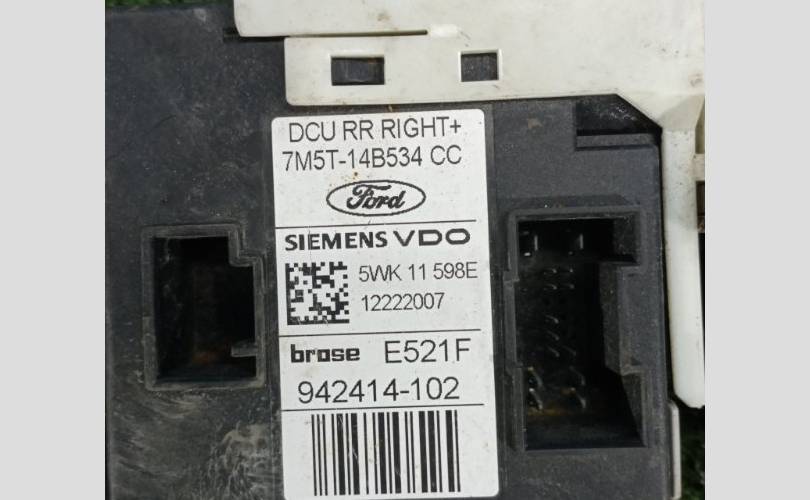 DCU RR RIGHT+
7M5T-14B534 CC
Ford
SIEMENS VDO
5WK 11 598E
12222007
brose E521F
942414-102